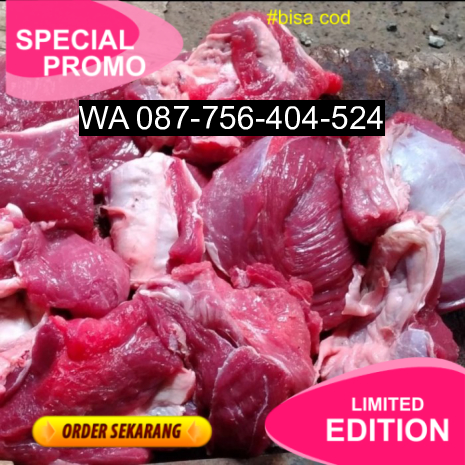 #bisa cod
SPECIAL
PROMO
WA 087-756-404-524
LIMITED
EDITION
ORDER SEKARANG